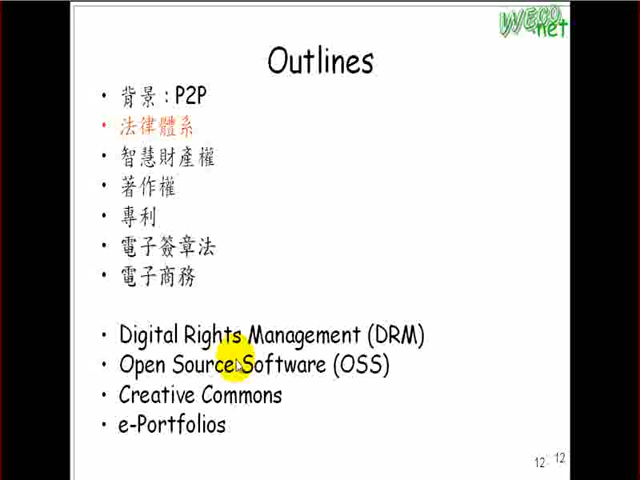 WECO.net
Outlines
• 背景 : P2P
• 法律體系
• 智慧財產權
• 著作權
• 專利
• 電子簽章法
• 電子商務
• Digital Rights Management (DRM)
• Open Source Software (OSS)
• Creative Commons
• e-Portfolios
12 12